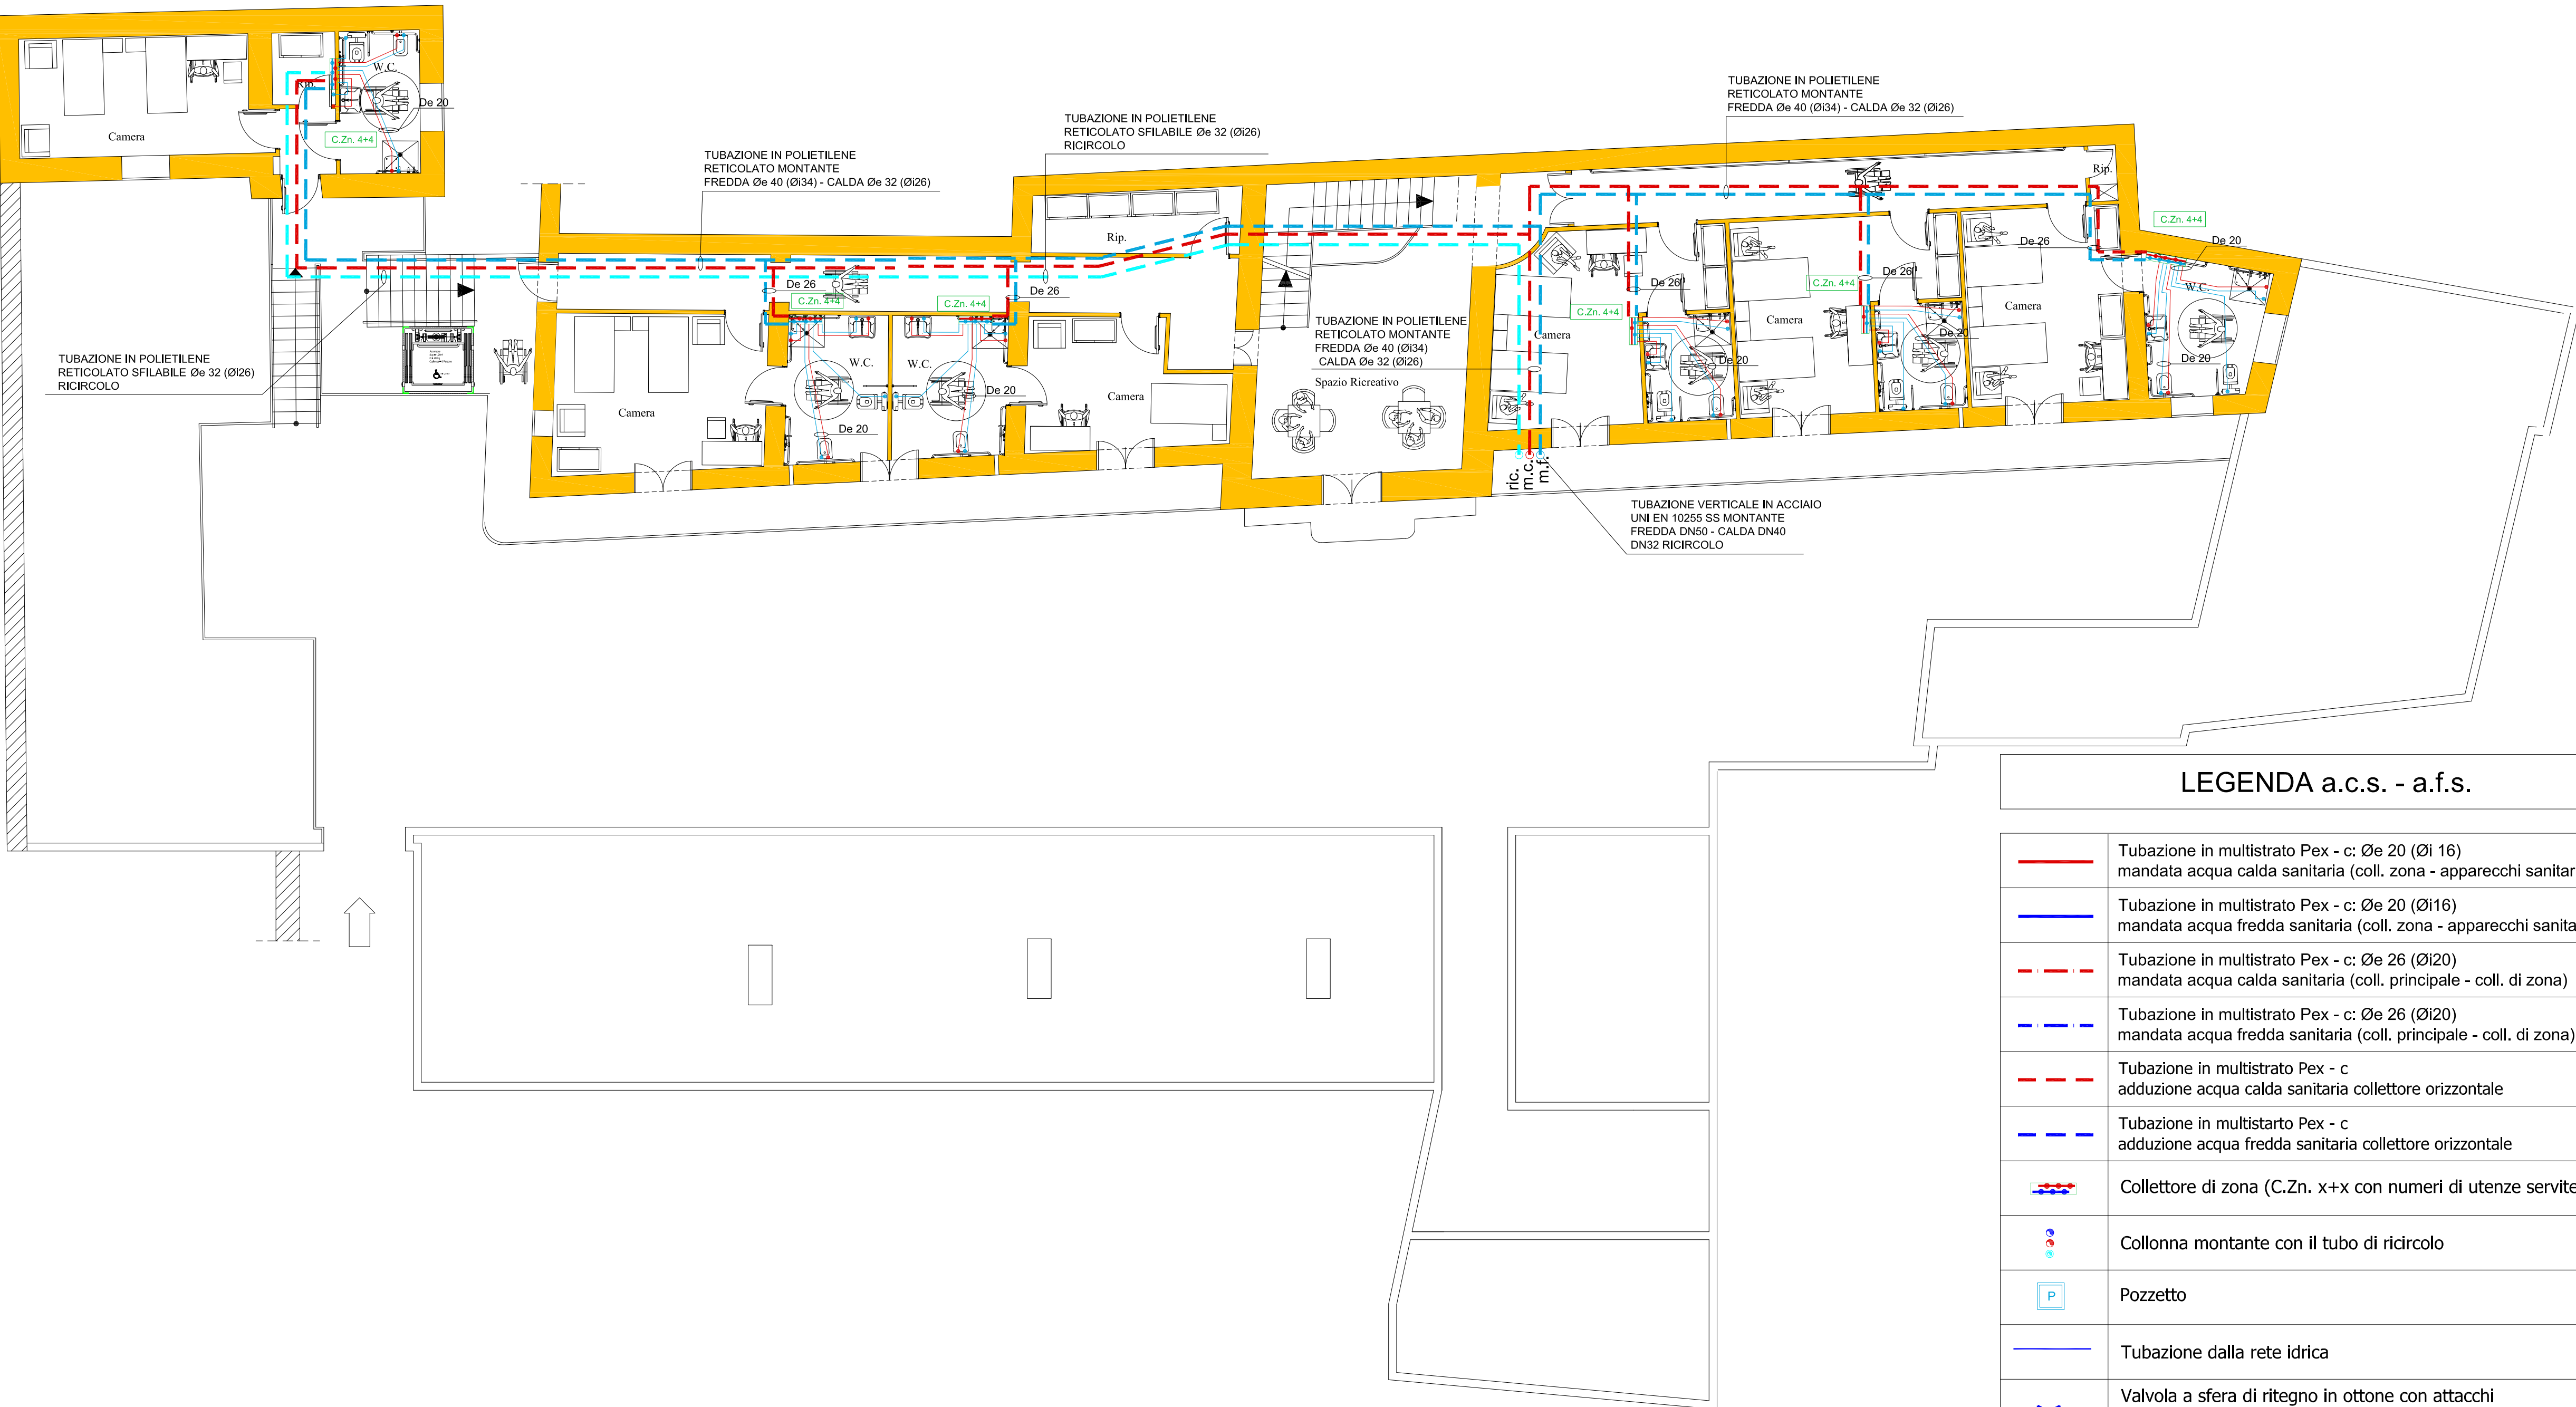 W.C.
De 20
Rip.
Camera
C.Zn. 4+4
TUBAZIONE IN POLIETILENE
RETICOLATO MONTANTE
FREDDA Øe 40 (Øi34) - CALDA Øe 32 (Øi26)
TUBAZIONE IN POLIETILENE
RETICOLATO SFILABILE Øe 32 (Øi26)
RICIRCOLO
TUBAZIONE IN POLIETILENE
RETICOLATO MONTANTE
FREDDA Øe 40 (Øi34) - CALDA Øe 32 (Øi26)
Rip.
C.Zn. 4+4
De 20
Rip.
De 26
C.Zn. 4+4
C.Zn. 4+4
De 26
De 26
C.Zn. 4+4
De 26
C.Zn. 4+4
De 26
W.C.
TUBAZIONE IN POLIETILENE
RETICOLATO SFILABILE Øe 32 (Øi26)
RICIRCOLO
TUBAZIONE IN POLIETILENE
RETICOLATO MONTANTE
FREDDA Øe 40 (Øi34)
CALDA Øe 32 (Øi26)
Spazio Ricreativo
Camera
Camera
Camera
De 20
De 20
De 20
W.C.
W.C.
De 20
Camera
Camera
De 20
ric.
m.c.
m.f.
TUBAZIONE VERTICALE IN ACCIAIO
UNI EN 10255 SS MONTANTE
FREDDA DN50 - CALDA DN40
DN32 RICIRCOLO
LEGENDA a.c.s. - a.f.s.
Tubazione in multistrato Pex - c: Øe 20 (Øi 16)
mandata acqua calda sanitaria (coll. zona - apparecchi sanitar
Tubazione in multistrato Pex - c: Øe 20 (Øi16)
mandata acqua fredda sanitaria (coll. zona - apparecchi sanita
Tubazione in multistrato Pex - c: Øe 26 (Øi20)
mandata acqua calda sanitaria (coll. principale - coll. di zona)
Tubazione in multistrato Pex - c: Øe 26 (Øi20)
mandata acqua fredda sanitaria (coll. principale - coll. di zona)
Tubazione in multistrato Pex - c
adduzione acqua calda sanitaria collettore orizzontale
Tubazione in multistarto Pex - c
adduzione acqua fredda sanitaria collettore orizzontale
Collettore di zona (C.Zn. x+x con numeri di utenze servite
Collonna montante con il tubo di ricircolo
P
Pozzetto
Tubazione dalla rete idrica
Valvola a sfera di ritegno in ottone con attacchi